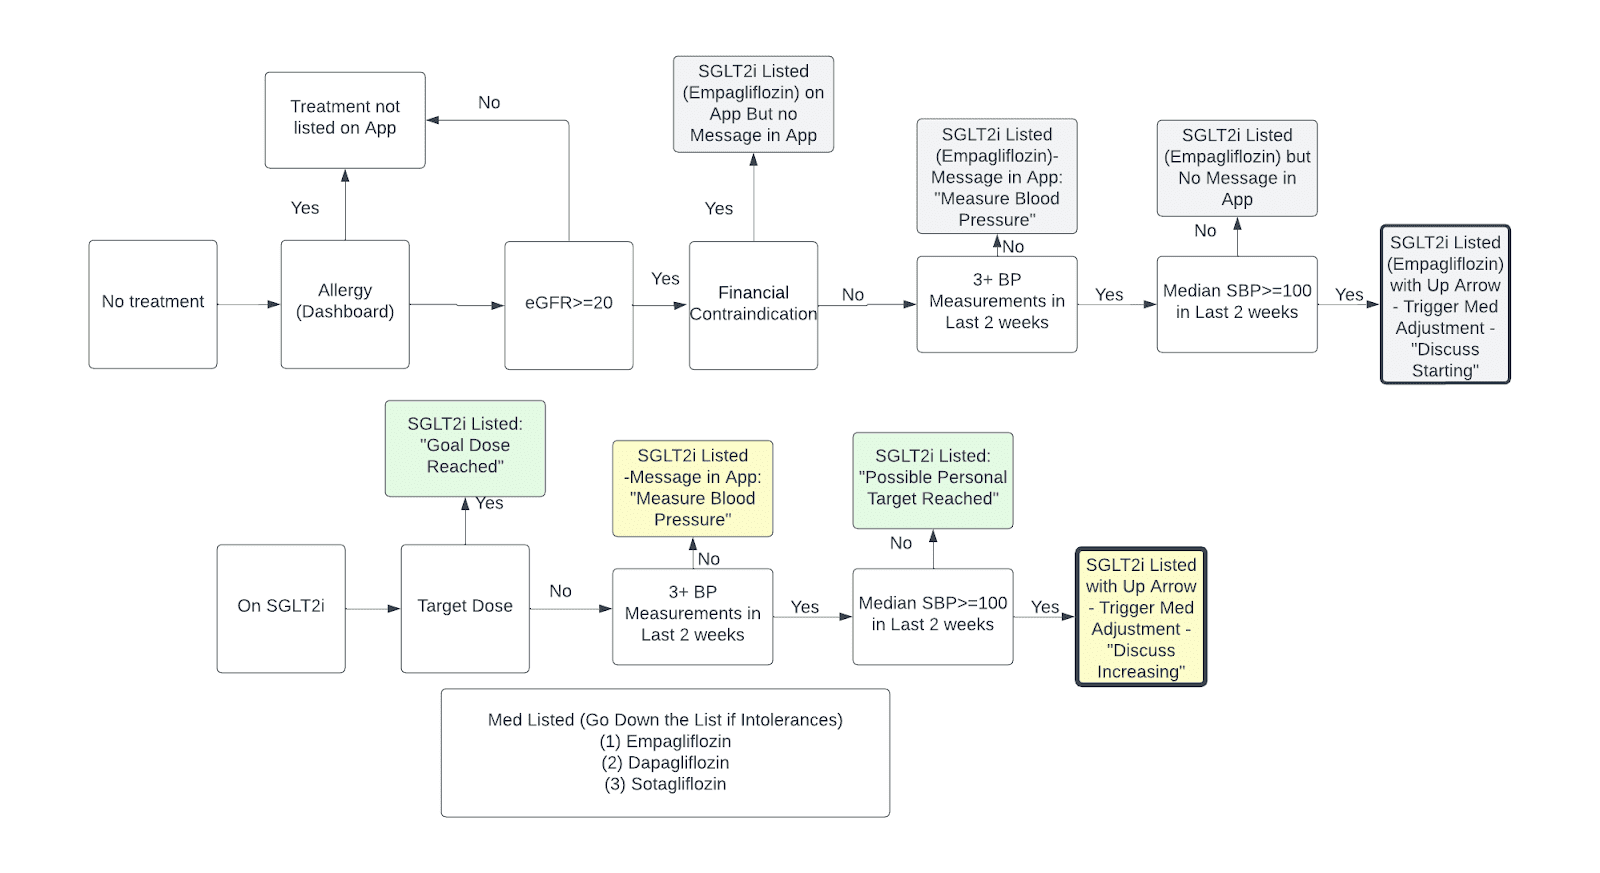 Treatment not
listed on App
No
SGLT2i Listed
(Empagliflozin) on
App But no
Message in App
SGLT2i Listed
(Empagliflozin)-
Message in App:
"Measure Blood
Pressure"
SGLT2i Listed
(Empagliflozin) but
No Message in
App
Yes
Yes
No
No
No treatment
Allergy
(Dashboard)
eGFR>=20
Yes
Financial
Contraindication
No
3+ BP
Measurements in
Last 2 weeks
Yes
Median SBP>=100
in Last 2 weeks
Yes
SGLT2i Listed
(Empagliflozin)
with Up Arrow
- Trigger Med
Adjustment -
"Discuss
Starting"
SGLT2i Listed:
"Goal Dose
Reached"
Yes
SGLT2i Listed
-Message in App:
"Measure Blood
Pressure"
No
SGLT2i Listed:
"Possible Personal
Target Reached"
No
On SGLT2i
Target Dose
No
3+ BP
Measurements in
Last 2 weeks
Yes
Median SBP>=100
in Last 2 weeks
Yes
SGLT2i Listed
with Up Arrow
- Trigger Med
Adjustment -
"Discuss
Increasing"
Med Listed (Go Down the List if Intolerances)
(1) Empagliflozin
(2) Dapagliflozin
(3) Sotagliflozin